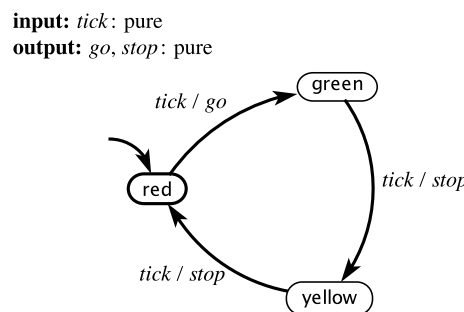 input: tick: pure
output: go, stop: pure
green
tick / go
tick / stop
red
tick / stop
yellow